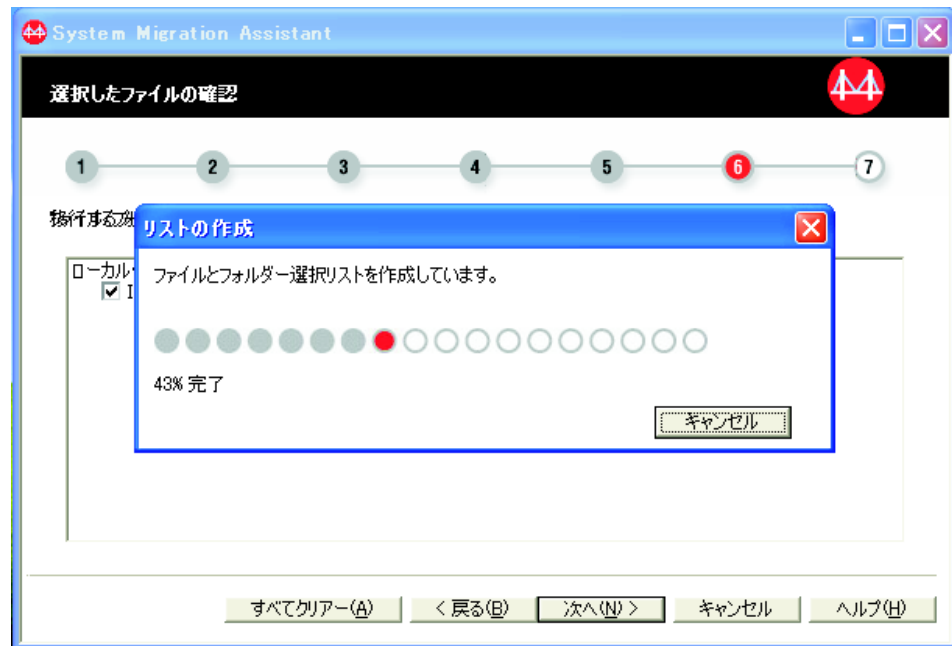 System Migration Assistant
選択したファイルの確認
1 2 3 4 5 6 7
移行する
リストの作成
ローカル
ファイルとフォルダー選択リストを作成しています。
43% 完了
キャンセル
すべてクリアー(A) < 戻る(B) 次へ(N) > キャンセル ヘルプ(H)